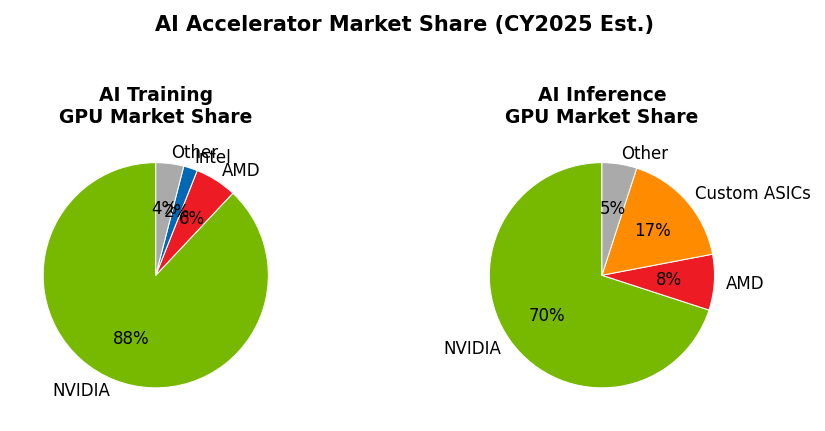 AI Accelerator Market Share (CY2025 Est.)
AI Training
GPU Market Share
Other
Intel
AMD
4%
2%
6%
88%
NVIDIA
AI Inference
GPU Market Share
Other
Custom ASICs
5%
17%
8%
AMD
70%
NVIDIA